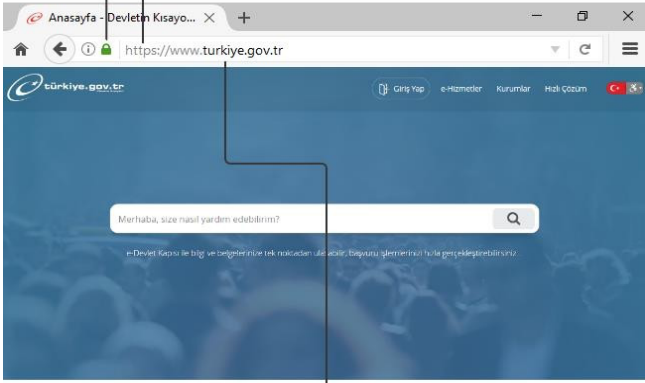 Anasayfa - Devletin Kısayo...
https://www.turkiye.gov.tr
türkiye.gov.tr
Giriş Yap e-Hizmetler Kurumlar Hızlı Çözüm
Merhaba, size nasıl yardım edebilirim?
e-Devlet Kapısı ile bilgi ve belgelerinize tek noktadan ulaşabilir, başvuru işlemlerinizi hızla gerçekleştirebilirsiniz